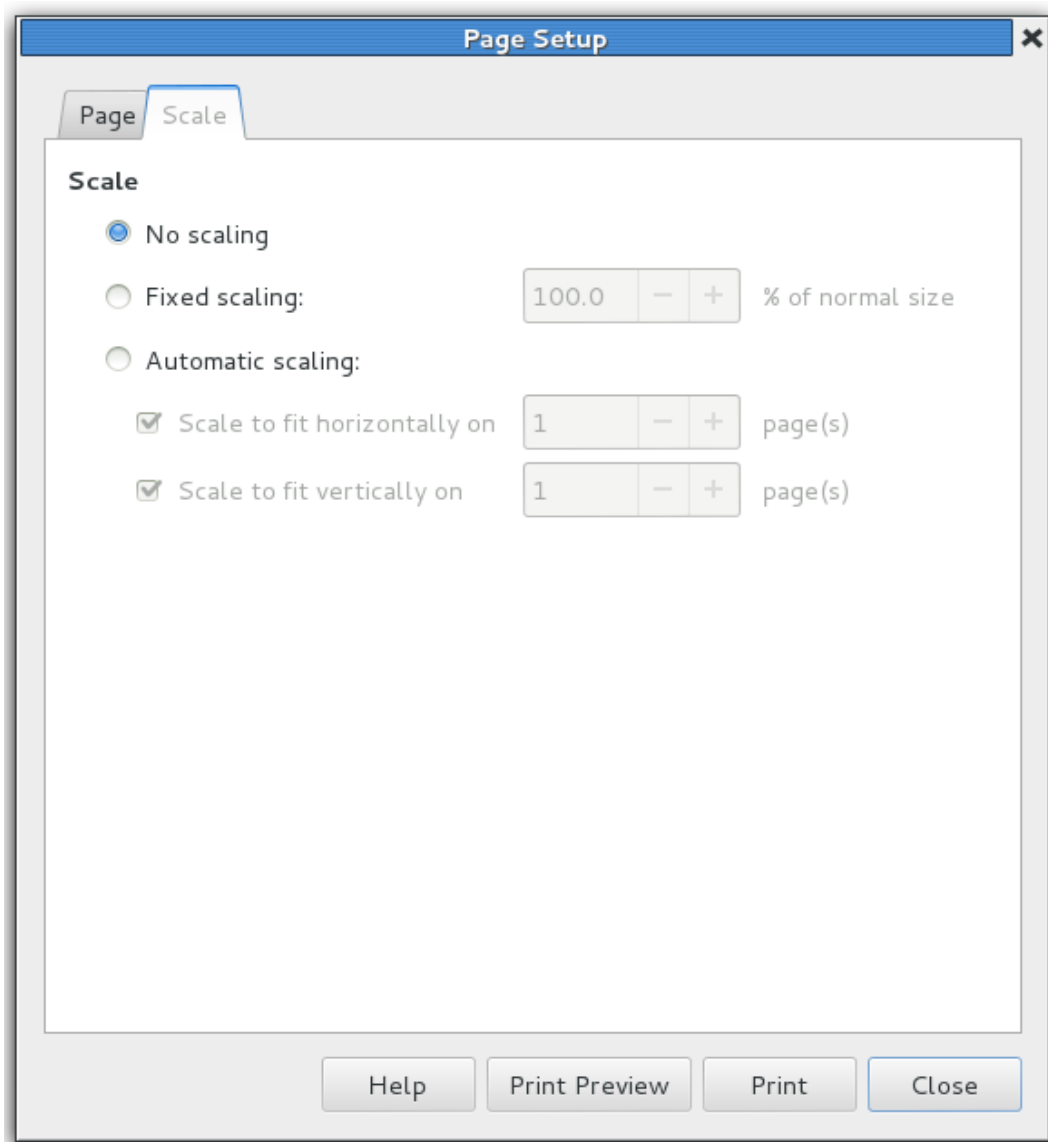 Page Setup
Page Scale
Scale
No scaling
Fixed scaling: 100.0 − + % of normal size
Automatic scaling:
Scale to fit horizontally on 1 − + page(s)
Scale to fit vertically on 1 − + page(s)
Help Print Preview Print Close